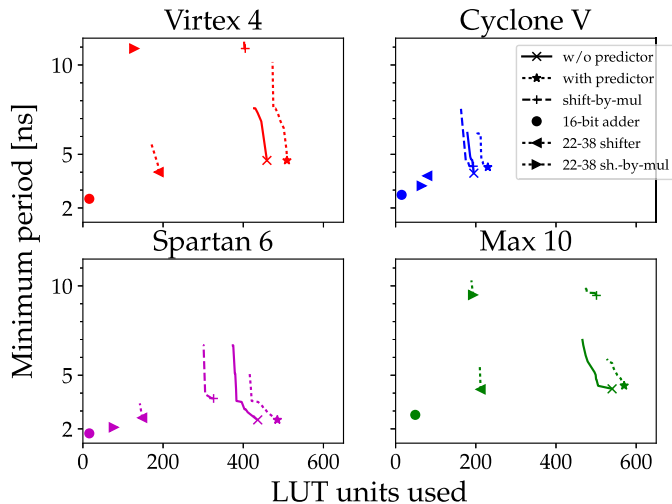 Virtex 4
Cyclone V
10
5
2
w/o predictor
with predictor
shift-by-mul
16-bit adder
22-38 shifter
22-38 sh.-by-mul
Minimum period [ns]
Spartan 6
Max 10
10
5
2
0 200 400 600
0 200 400 600
LUT units used